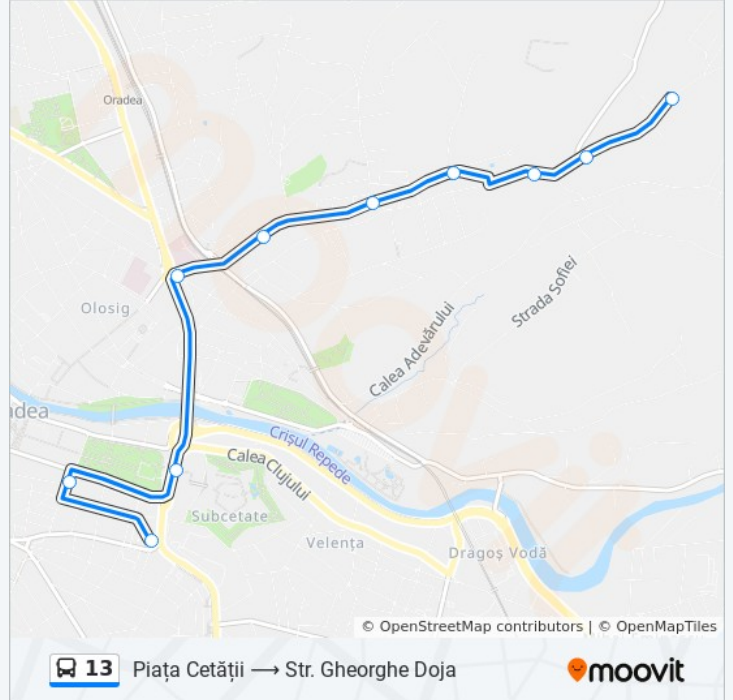 Oradea
Olosig
Strada Sofiei
Calea Adevărului
adea
Crișul Repede
Calea Clujului
Subcetate
Velența
Dragoș Vodă
moovit
© OpenStreetMap contributors | © OpenMapTiles
13 Piața Cetății ⟶ Str. Gheorghe Doja
moovit